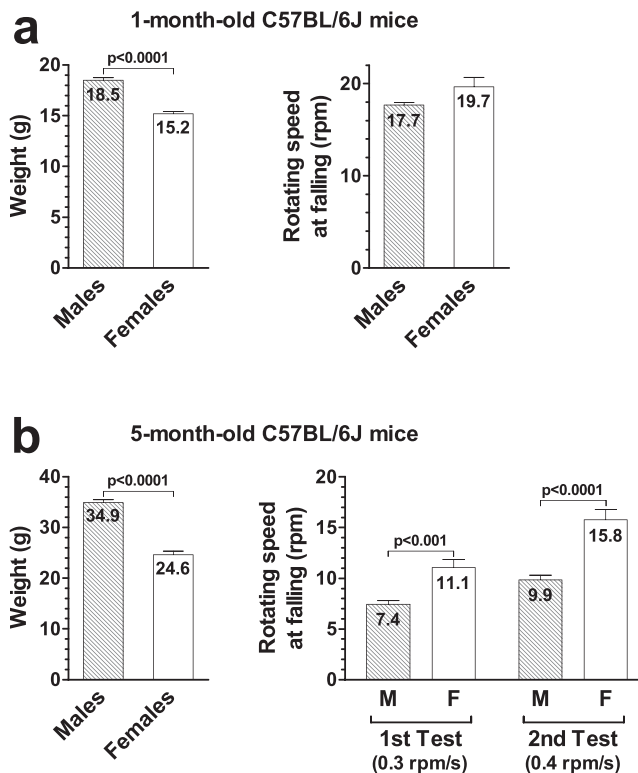 a
1-month-old C57BL/6J mice
Weight (g)
20
15
10
5
0
p<0.0001
18.5
15.2
Males
Females
Rotating speed
at falling (rpm)
20
10
0
17.7
19.7
Males
Females
b
5-month-old C57BL/6J mice
Weight (g)
40
30
20
10
0
p<0.0001
34.9
24.6
Males
Females
Rotating speed
at falling (rpm)
20
15
10
5
0
p<0.001
p<0.0001
7.4
11.1
9.9
15.8
M F M F
1st Test 2nd Test
(0.3 rpm/s) (0.4 rpm/s)